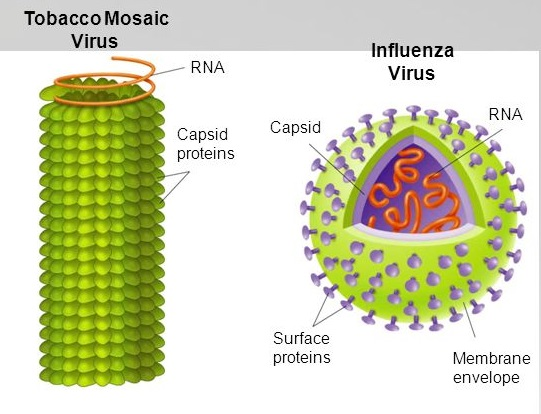 Tobacco Mosaic
Virus
RNA
Capsid
proteins
Influenza
Virus
Capsid
RNA
Surface
proteins
Membrane
envelope